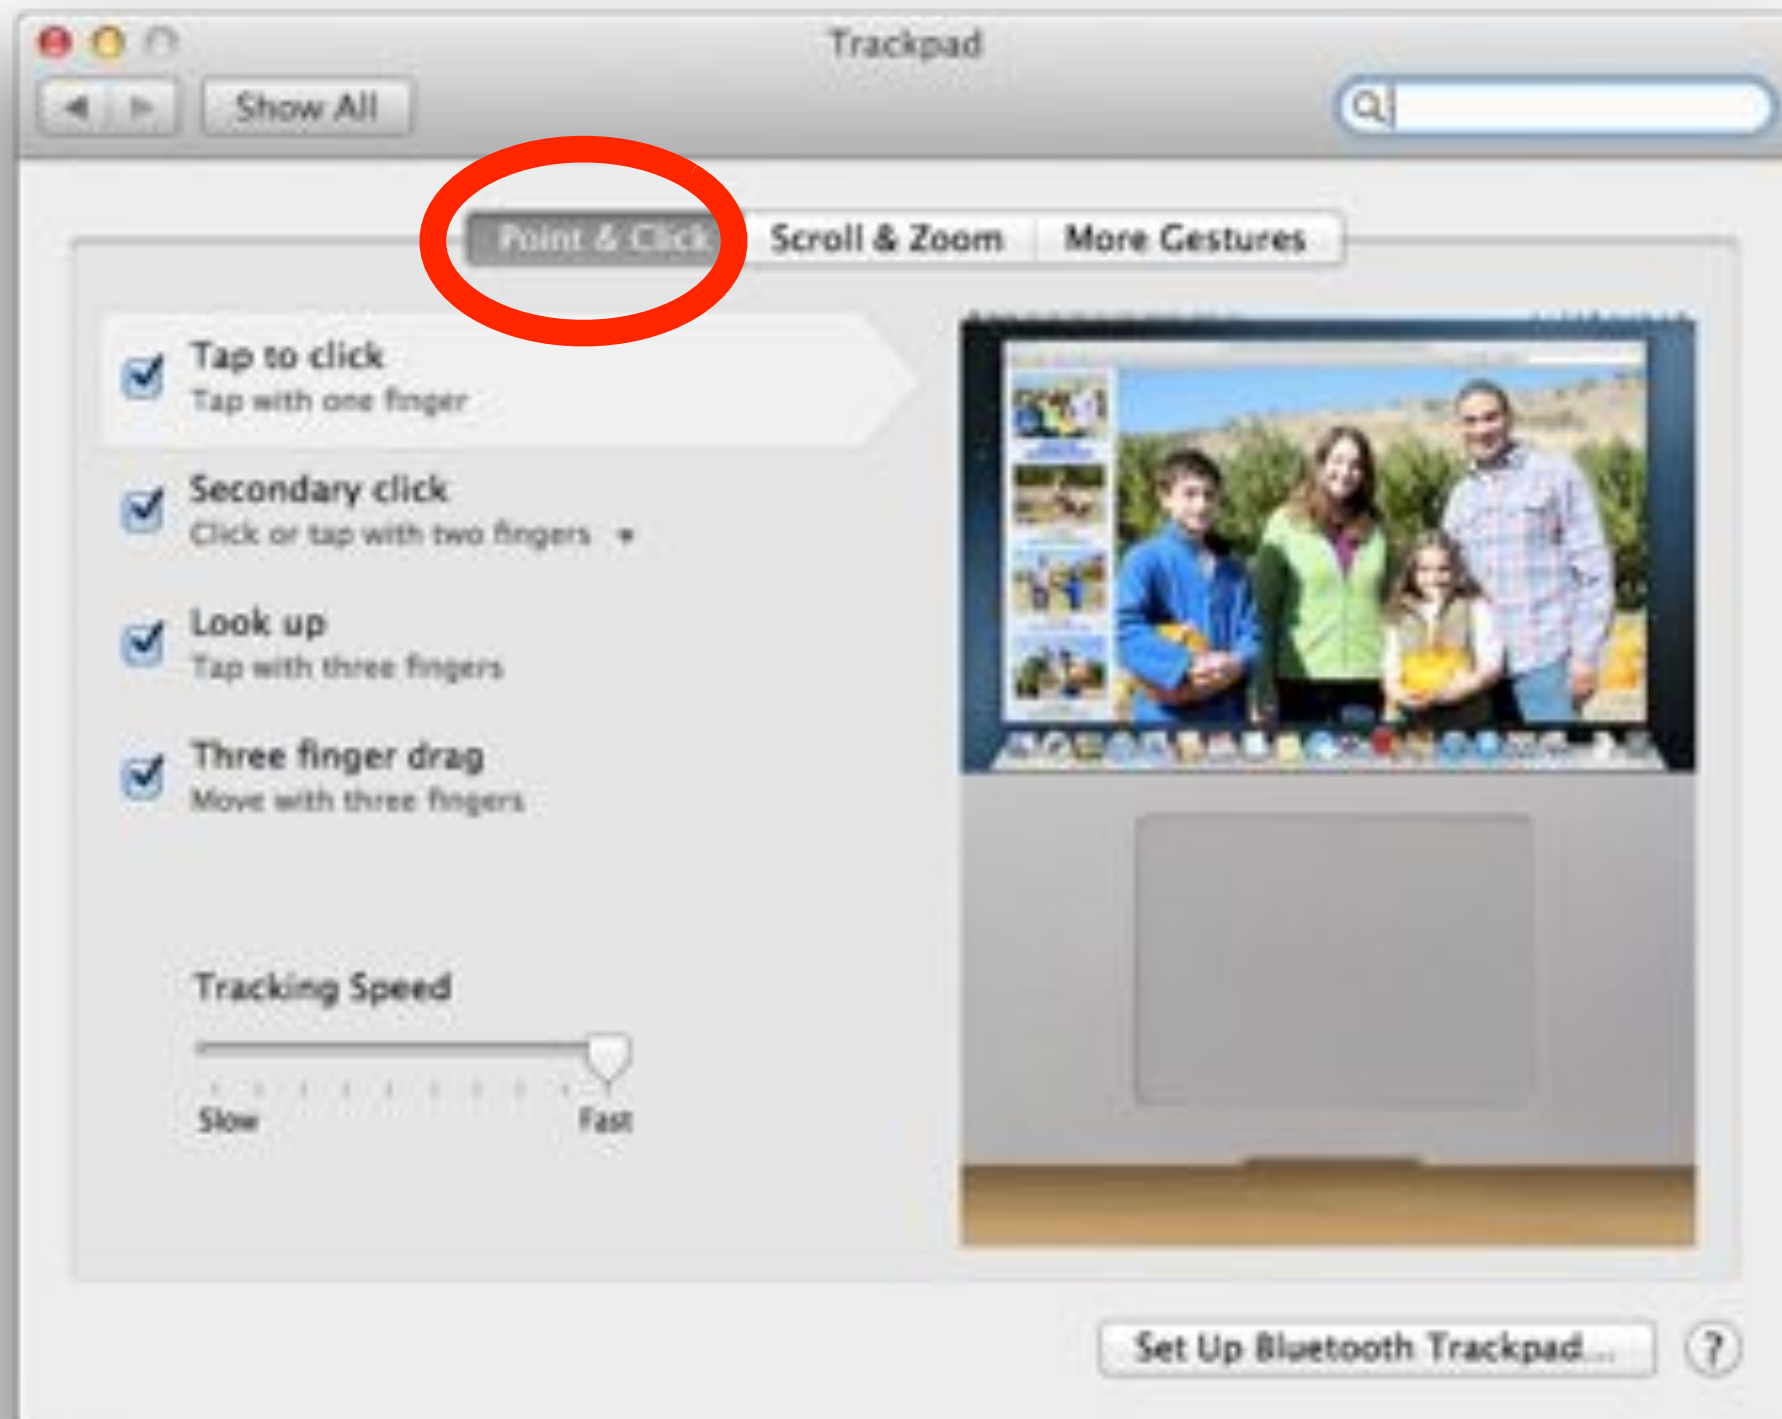 Trackpad
Show All
Point & Click
Scroll & Zoom
More Gestures
Tap to click
Tap with one finger
Secondary click
Click or tap with two fingers
Look up
Tap with three fingers
Three finger drag
Move with three fingers
Tracking Speed
Slow
Fast
Set Up Bluetooth Trackpad...
?